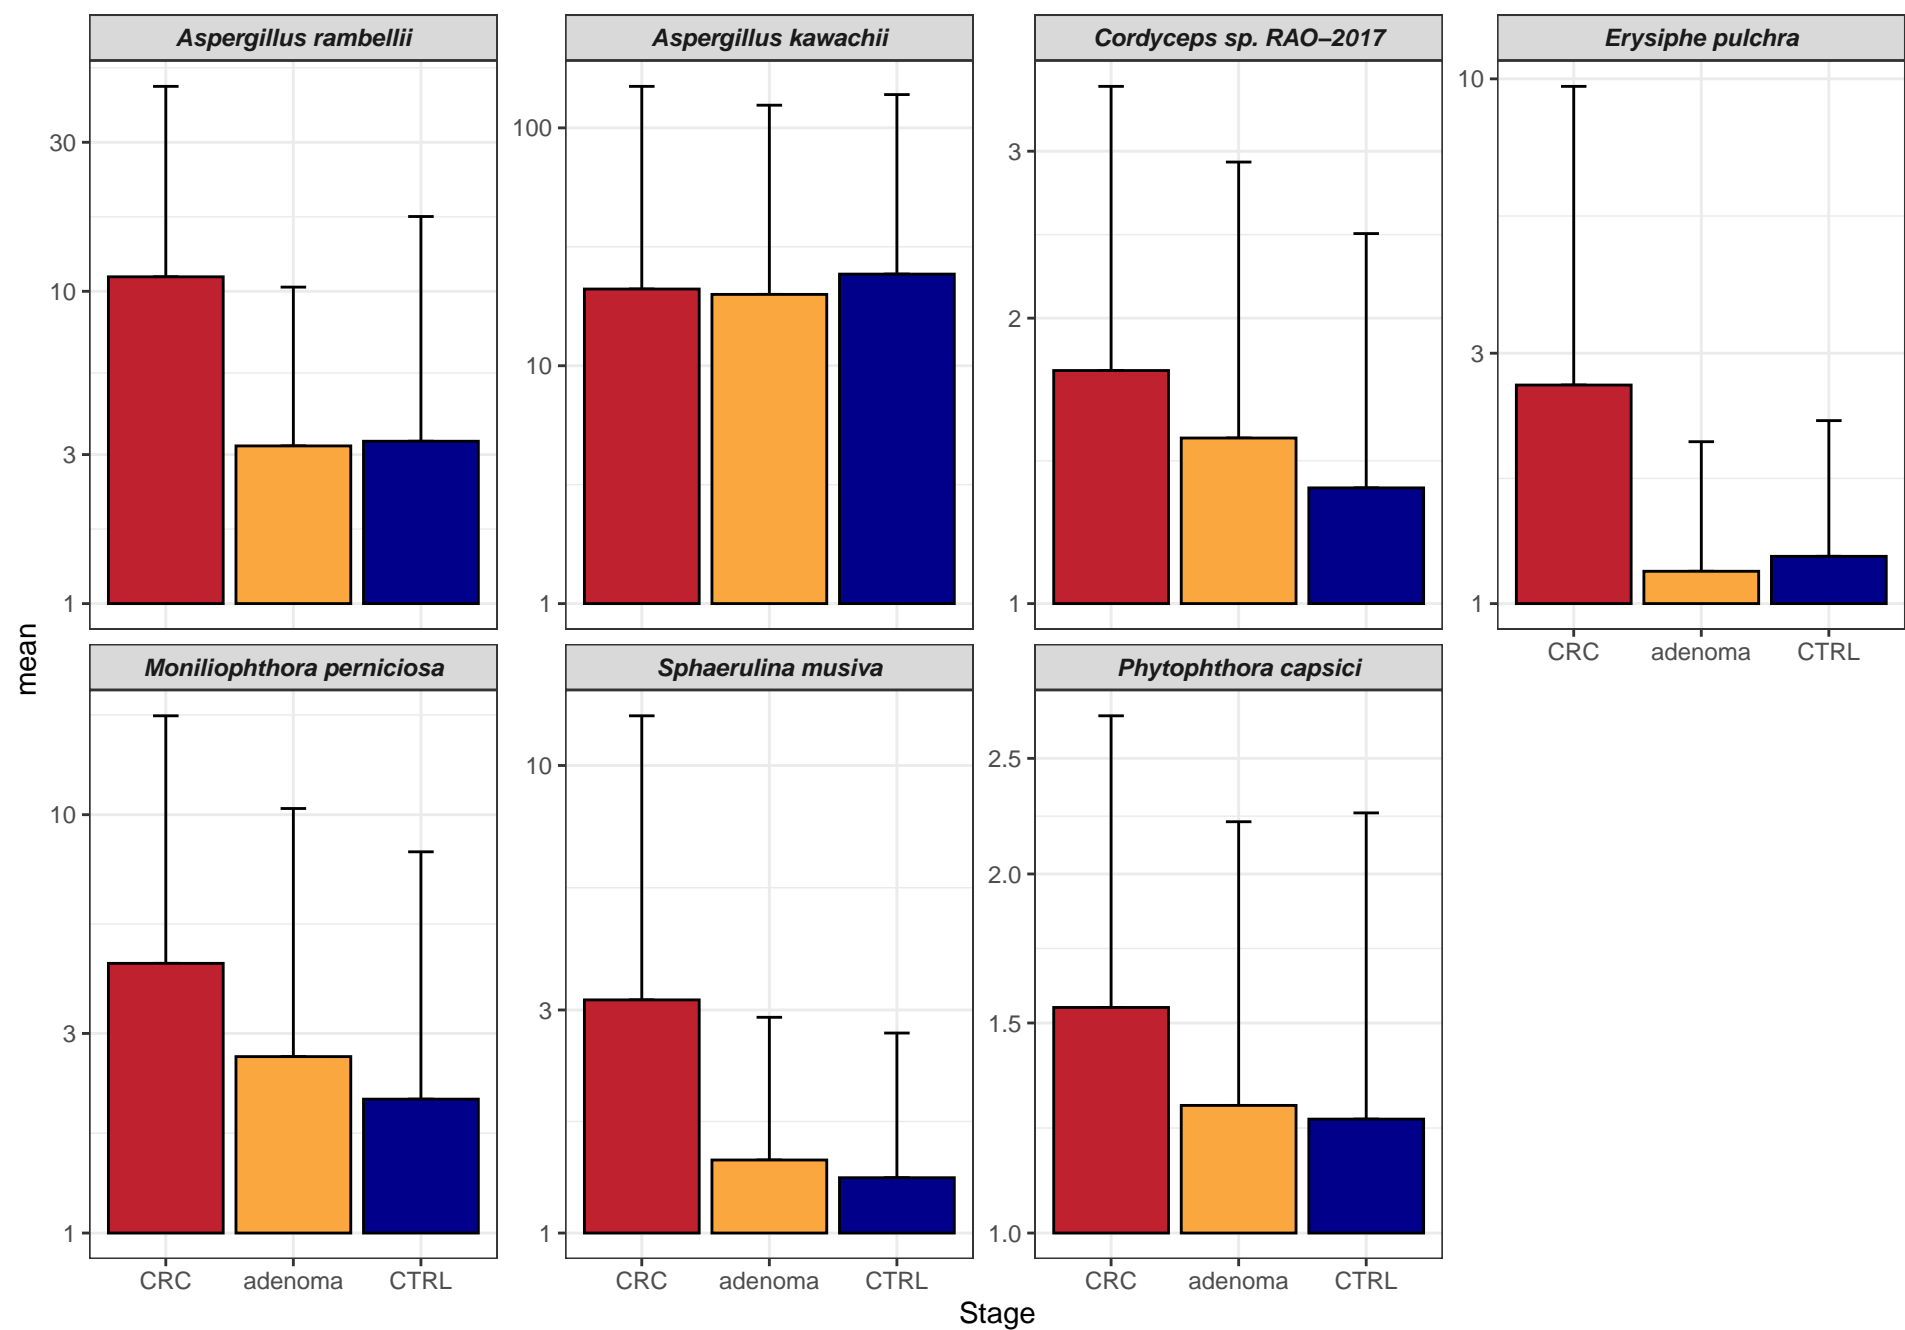 Aspergillus rambellii
Aspergillus kawachii
Cordyceps sp. RAO−2017
Erysiphe pulchra
30
10
3
1
100
10
1
3
2
1
10
3
1
CRC adenoma CTRL
mean
Moniliophthora perniciosa
Sphaerulina musiva
Phytophthora capsici
10
3
1
10
3
1
2.5
2.0
1.5
1.0
CRC adenoma CTRL
CRC adenoma CTRL
CRC adenoma CTRL
Stage